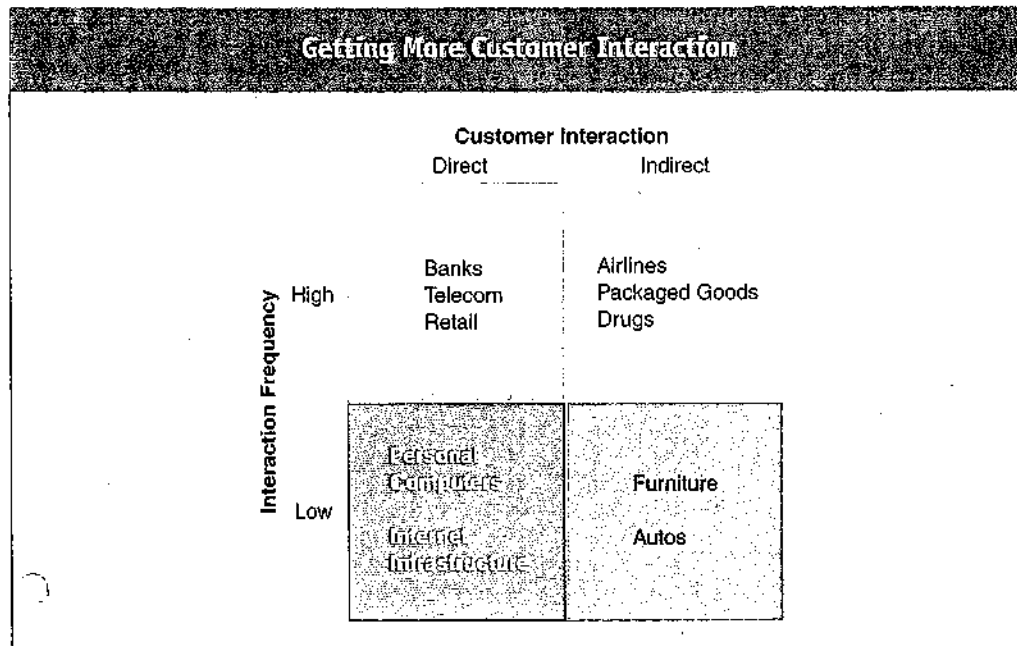 Getting More Customer Interaction
Customer Interaction
Direct Indirect
Interaction Frequency
High
Banks
Telecom
Retail
Airlines
Packaged Goods
Drugs
Low
Personal
Computers
Internet
Infrastructure
Furniture
Autos